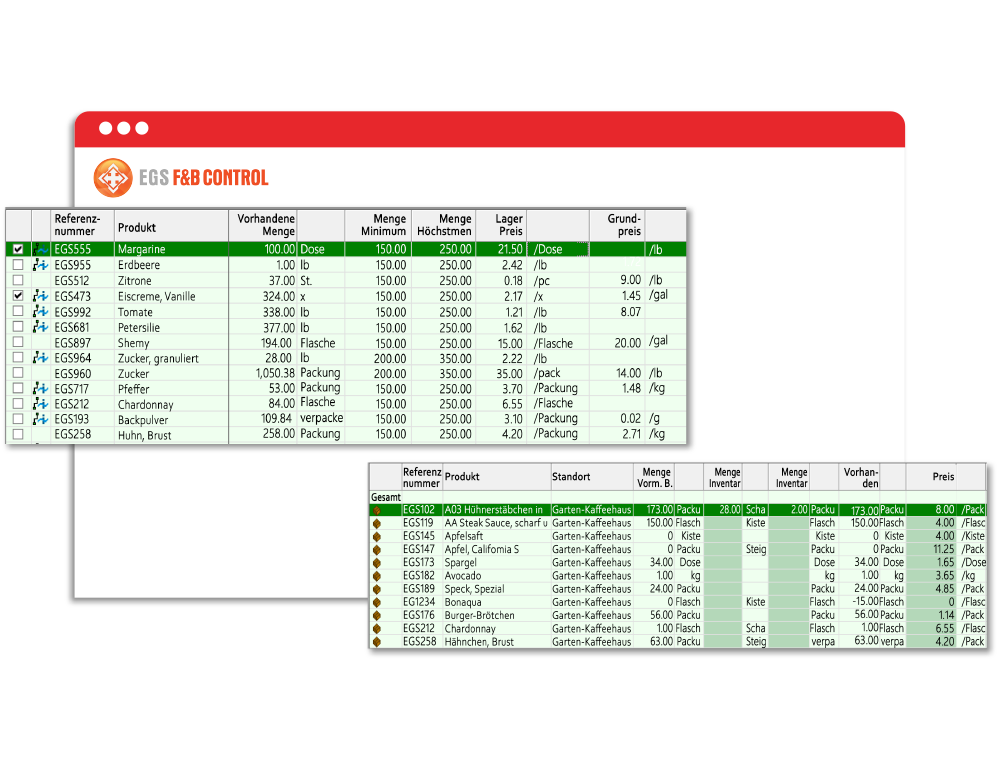 EGS F&B CONTROL
Referenz-nummer Produkt Vorhandene Menge Menge Minimum Menge Höchstmen Lager Preis Grund-preis
EGS555 Margarine 100.00 Dose 150.00 250.00 21.50 /Dose /lb
EGS955 Erdbeere 1.00 lb 150.00 250.00 2.42 /lb
EGS512 Zitrone 37.00 St. 150.00 250.00 0.18 /pc 9.00 /lb
EGS473 Eiscreme, Vanille 324.00 x 150.00 250.00 2.17 /x 1.45 /gal
EGS992 Tomate 338.00 lb 150.00 250.00 1.21 /lb 8.07
EGS681 Petersilie 377.00 lb 150.00 250.00 1.62 /lb
EGS897 Shemy 194.00 Flasche 150.00 250.00 15.00 /Flasche 20.00 /gal
EGS964 Zucker, granuliert 28.00 lb 200.00 350.00 2.22 /lb
EGS960 Zucker 1,050.38 Packung 200.00 350.00 35.00 /pack 14.00 /lb
EGS717 Pfeffer 53.00 Packung 150.00 250.00 3.70 /Packung 1.48 /kg
EGS212 Chardonnay 84.00 Flasche 150.00 250.00 6.55 /Flasche
EGS193 Backpulver 109.84 verpacke 150.00 250.00 3.10 /Packung 0.02 /g
EGS258 Huhn, Brust 258.00 Packung 150.00 250.00 4.20 /Packung 2.71 /kg
Referenz nummer Produkt Standort Menge Vorm. B. Menge Inventar Menge Inventar Vorhan-den Preis
Gesamt
EGS102 A03 Hühnerstäbchen in Garten-Kaffeehaus 173.00 Packu 28.00 Scha 2.00 Packu 173.00 Packu 8.00 /Pack
EGS119 AA Steak Sauce, scharf u Garten-Kaffeehaus 150.00 Flasch Kiste Flasch 150.00 Flasch 4.00 /Flasc
EGS145 Apfelsaft Garten-Kaffeehaus 0 Kiste Kiste 0 Kiste 4.00 /Kiste
EGS147 Apfel, California S Garten-Kaffeehaus 0 Packu Steig Packu 0 Packu 11.25 /Pack
EGS173 Spargel Garten-Kaffeehaus 34.00 Dose Dose 34.00 Dose 1.65 /Dose
EGS182 Avocado Garten-Kaffeehaus 1.00 kg kg 1.00 kg 3.65 /kg
EGS189 Speck, Spezial Garten-Kaffeehaus 24.00 Packu Packu 24.00 Packu 4.85 /Pack
EG1234 Bonaqua Garten-Kaffeehaus 0 Flasch Kiste Flasch -15.00 Flasch 0 /Flasc
EGS176 Burger-Brötchen Garten-Kaffeehaus 56.00 Packu Packu 56.00 Packu 1.14 /Pack
EGS212 Chardonnay Garten-Kaffeehaus 1.00 Flasch Scha Flasch 1.00 Flasch 6.55 /Flasc
EGS258 Hähnchen, Brust Garten-Kaffeehaus 63.00 Packu Steig verpa 63.00 verpa 4.20 /Pack